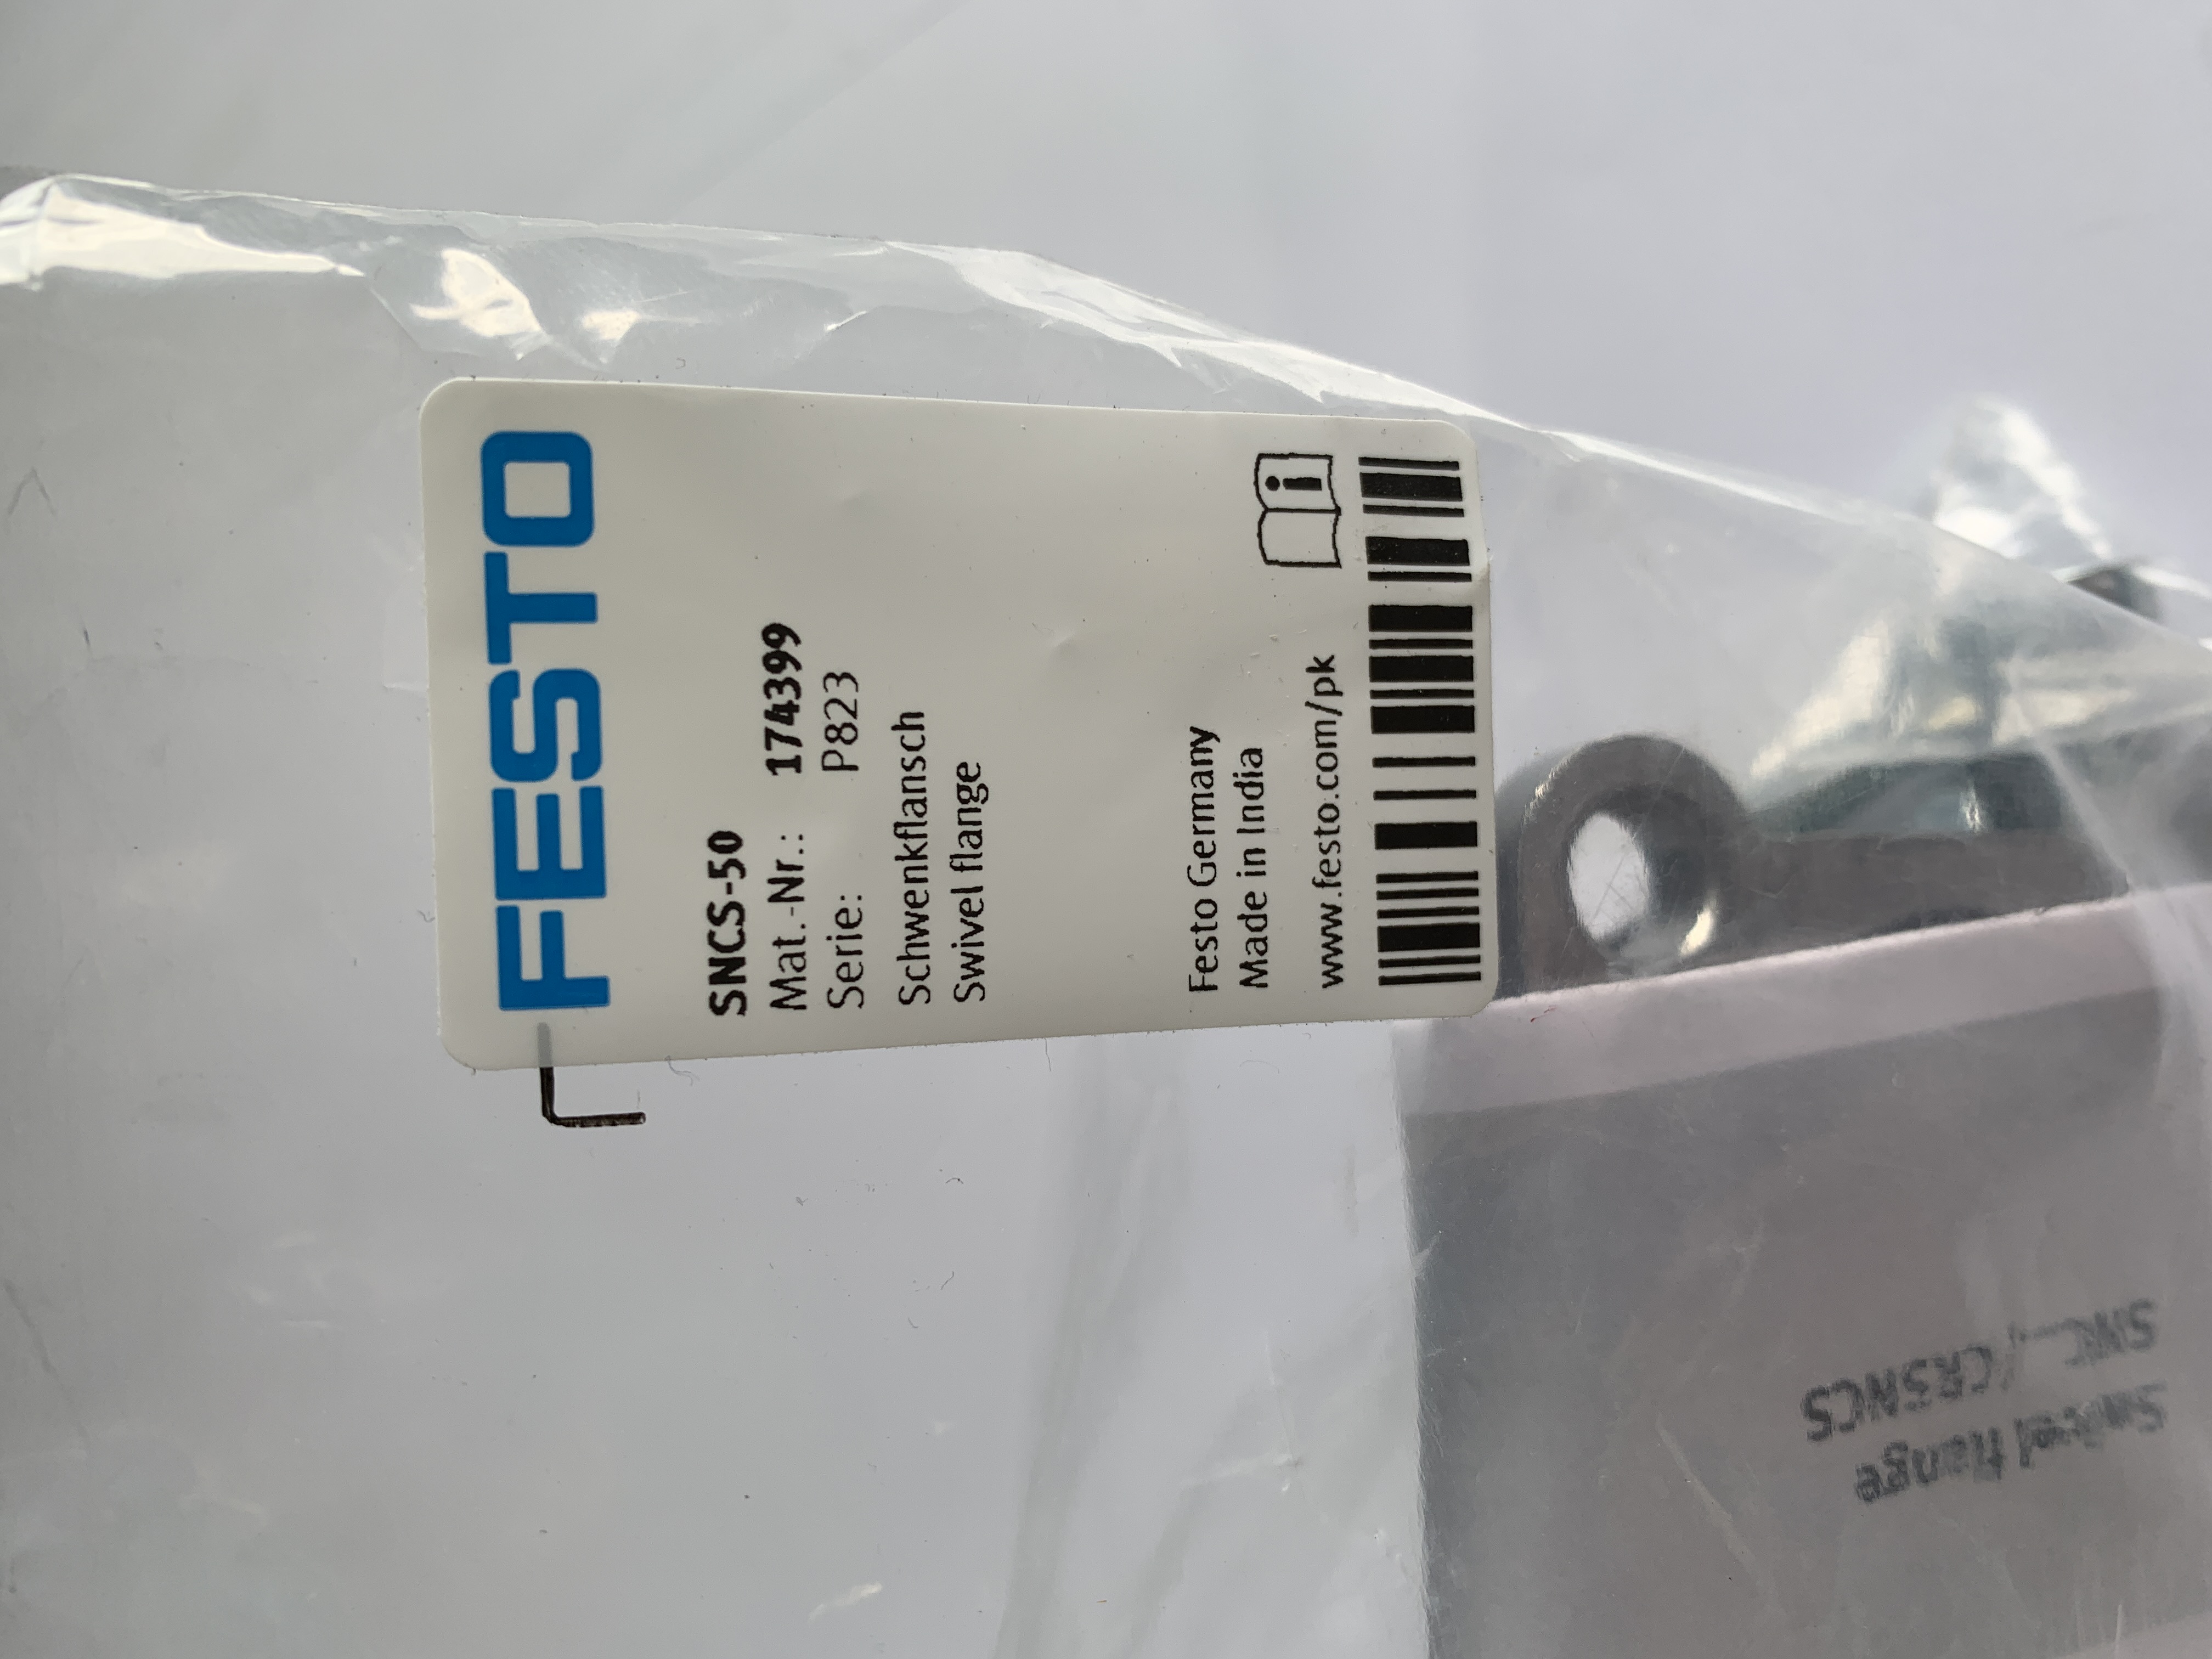 FESTO
SNCS-50
Mat.-Nr.: 174399
Serie: P823
Schwenkflansch
Swivel flange
Festo Germany
Made in India
www.festo.com/pk
Swivel flange
SNC.../CRSNCS